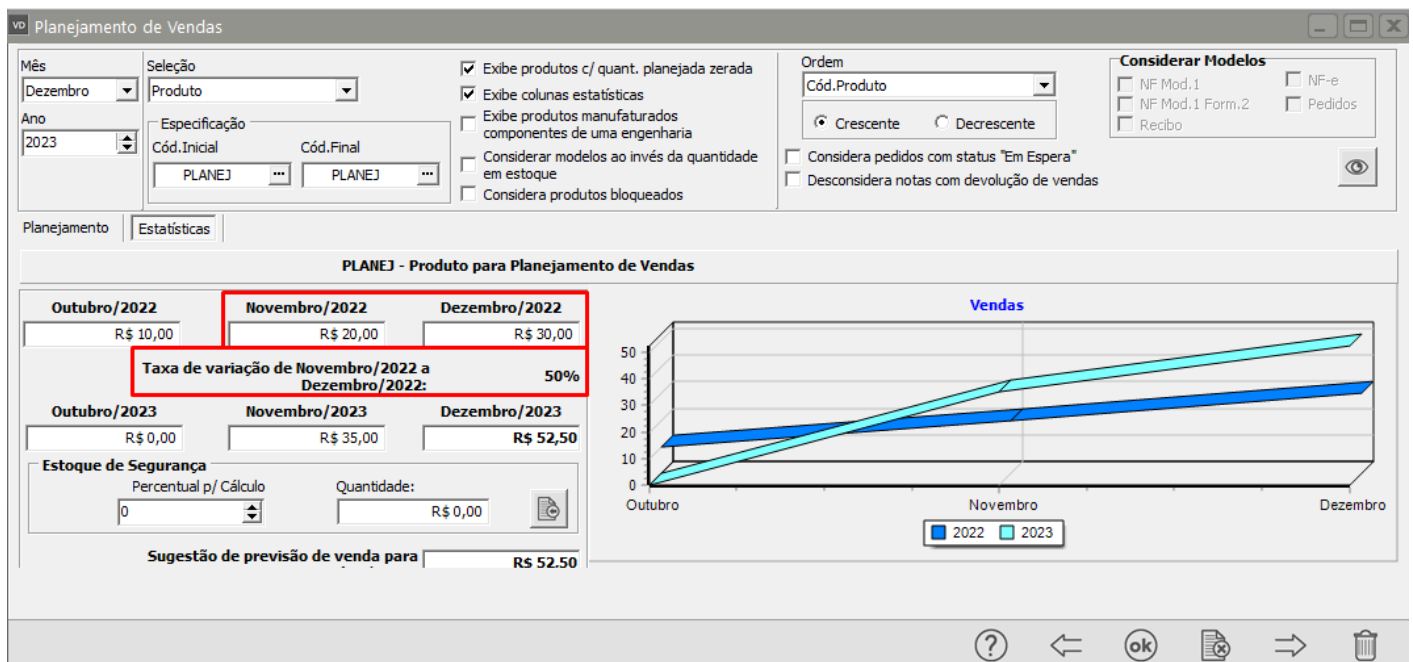 VD Planejamento de Vendas
Mês
Dezembro
Ano
2023
Seleção
Produto
Especificação
Cód.Inicial Cód.Final
PLANEJ ... PLANEJ ...
Exibe produtos c/ quant. planejada zerada
Exibe colunas estatísticas
Exibe produtos manufaturados
componentes de uma engenharia
Considerar modelos ao invés da quantidade
em estoque
Considera produtos bloqueados
Ordem
Cód.Produto
Crescente Decrescente
Considera pedidos com status "Em Espera"
Desconsidera notas com devolução de vendas
Considerar Modelos
NF Mod.1 NF-e
NF Mod.1 Form.2 Pedidos
Recibo
Planejamento Estatísticas
PLANEJ - Produto para Planejamento de Vendas
Outubro/2022 Novembro/2022 Dezembro/2022
R$ 10,00 R$ 20,00 R$ 30,00
Taxa de variação de Novembro/2022 a
Dezembro/2022: 50%
Outubro/2023 Novembro/2023 Dezembro/2023
R$ 0,00 R$ 35,00 R$ 52,50
Estoque de Segurança
Percentual p/ Cálculo Quantidade:
0 R$ 0,00
Sugestão de previsão de venda para R$ 52,50
Vendas
50
40
30
20
10
0
Outubro Novembro Dezembro
2022 2023
? ok